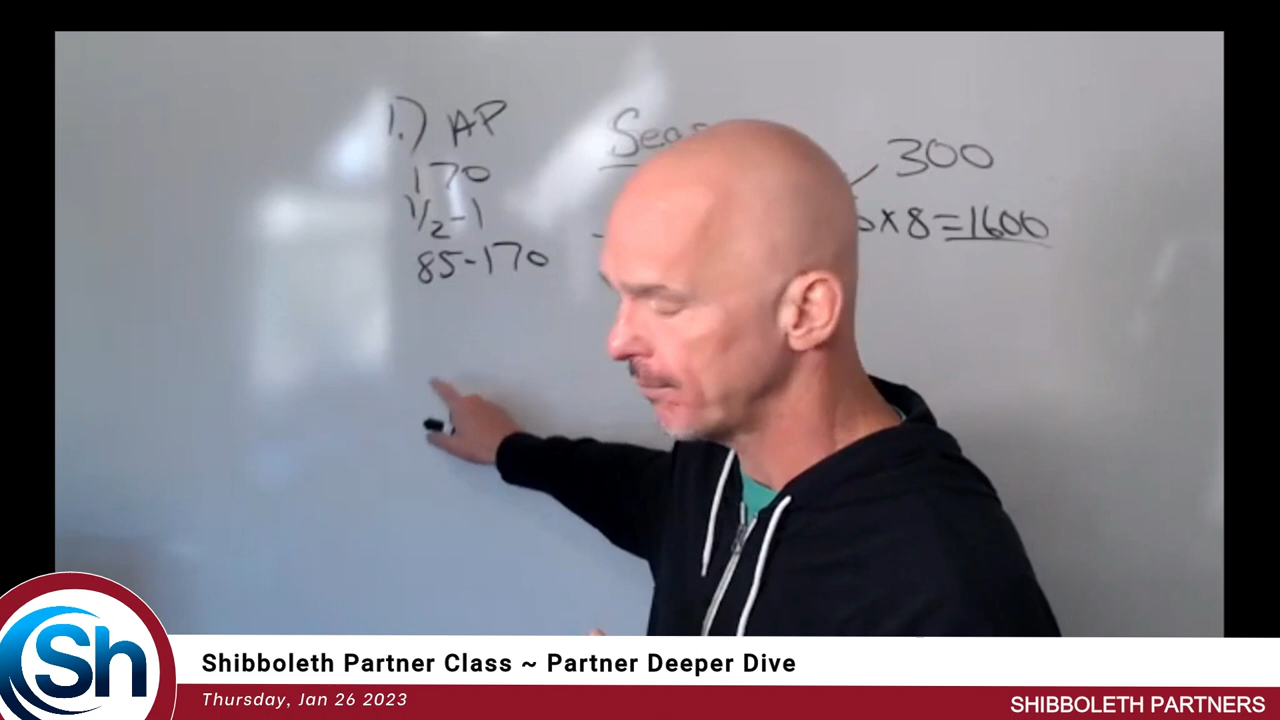 1.) AP
170
1/2-1
85-170
300
x8=1600
Sh
Shibboleth Partner Class ~ Partner Deeper Dive
Thursday, Jan 26 2023
SHIBBOLETH PARTNERS